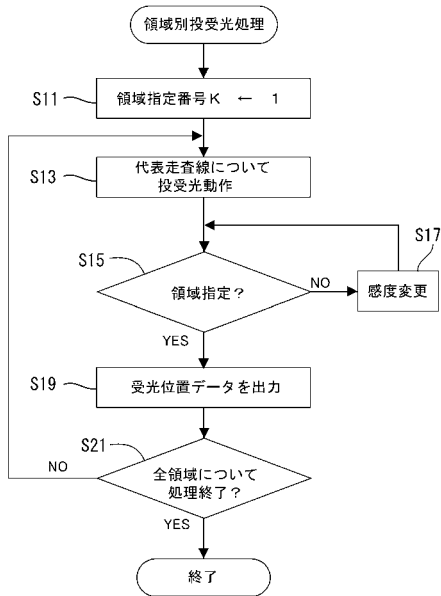 領域別投受光処理
S11
領域指定番号K ← 1
S13
代表走査線について
投受光動作
S17
S15
領域指定？
NO
感度変更
YES
S19
受光位置データを出力
S21
全領域について
処理終了？
NO
YES
終了